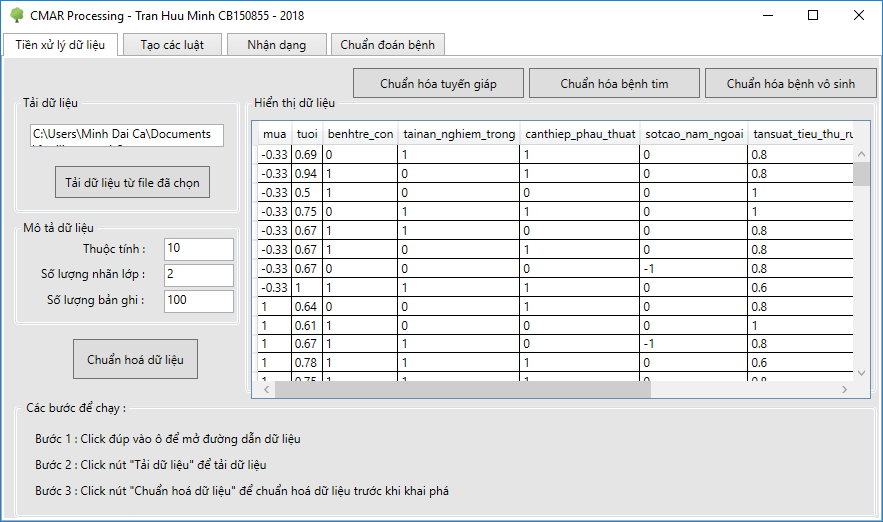 CMAR Processing - Tran Huu Minh CB150855 - 2018
Tiền xử lý dữ liệu Tạo các luật Nhận dạng Chuẩn đoán bệnh
Chuẩn hóa tuyến giáp Chuẩn hóa bệnh tim Chuẩn hóa bệnh vô sinh
Tải dữ liệu
C:\Users\Minh Dai Ca\Documents
Tải dữ liệu từ file đã chọn
Mô tả dữ liệu
Thuộc tính : 10
Số lượng nhãn lớp : 2
Số lượng bản ghi : 100
Chuẩn hoá dữ liệu
Hiển thị dữ liệu
mua tuoi benhtre_con tainan_nghiem_trong canthiep_phau_thuat sotcao_nam_ngoai tansuat_tieu_thu_ru
-0.33 0.69 0 1 1 0 0.8
-0.33 0.94 1 0 1 0 0.8
-0.33 0.5 1 0 0 0 1
-0.33 0.75 0 1 1 0 1
-0.33 0.67 1 1 0 0 0.8
-0.33 0.67 1 0 1 0 0.8
-0.33 0.67 0 0 0 -1 0.8
-0.33 1 1 1 1 0 0.6
1 0.64 0 0 1 0 0.8
1 0.61 1 0 0 0 1
1 0.67 1 1 0 -1 0.8
1 0.78 1 1 1 0 0.6
1 0.75 1 1 1 0 0.8
Các bước để chạy :
Bước 1 : Click đúp vào ô để mở đường dẫn dữ liệu
Bước 2 : Click nút "Tải dữ liệu" để tải dữ liệu
Bước 3 : Click nút "Chuẩn hoá dữ liệu" để chuẩn hoá dữ liệu trước khi khai phá